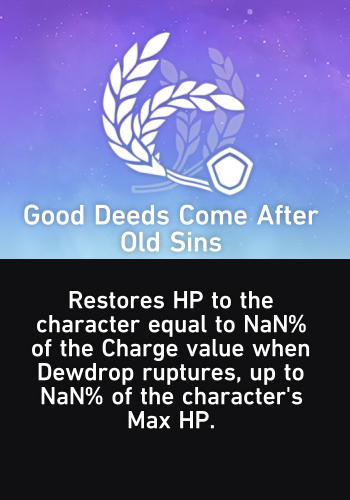 Good Deeds Come After
Old Sins
Restores HP to the
character equal to NaN%
of the Charge value when
Dewdrop ruptures, up to
NaN% of the character's
Max HP.